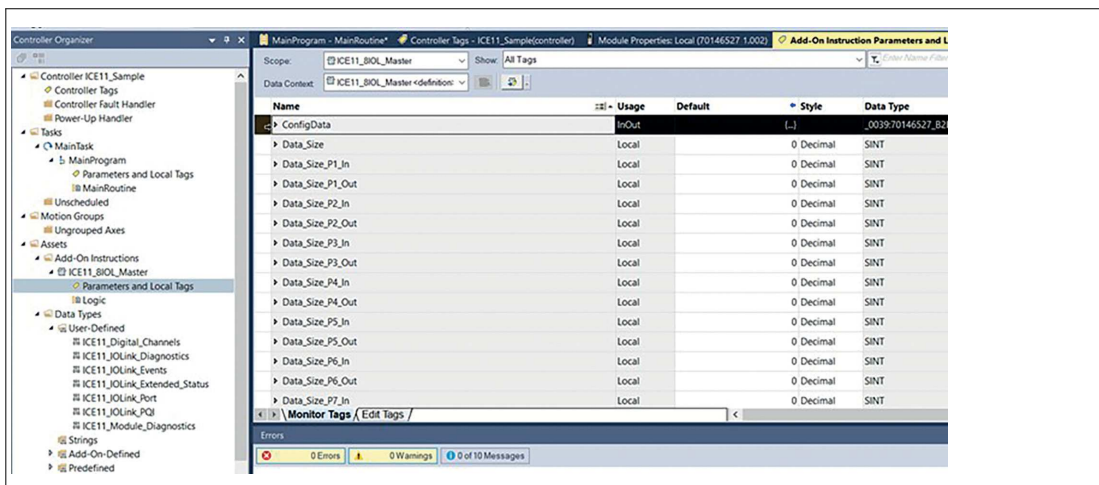 Controller Organizer
MainProgram - MainRoutine*
Controller Tags - ICE11_Sample(controller)
Module Properties: Local (70146527 1.002)
Add-On Instruction Parameters and L
Scope: ICE11_8IOL_Master Show: All Tags Enter Name Filter
Data Context: ICE11_8IOL_Master <definition>
Controller ICE11_Sample
Controller Tags
Controller Fault Handler
Power-Up Handler
Tasks
MainTask
MainProgram
Parameters and Local Tags
MainRoutine
Unscheduled
Motion Groups
Ungrouped Axes
Assets
Add-On Instructions
ICE11_8IOL_Master
Parameters and Local Tags
Logic
Data Types
User-Defined
ICE11_Digital_Channels
ICE11_IOLink_Diagnostics
ICE11_IOLink_Events
ICE11_IOLink_Extended_Status
ICE11_IOLink_Port
ICE11_IOLink_PQI
ICE11_Module_Diagnostics
Strings
Add-On-Defined
Predefined
Name Usage Default Style Data Type
ConfigData InOut {...} _0039:70146527_B2
Data_Size Local 0 Decimal SINT
Data_Size_P1_In Local 0 Decimal SINT
Data_Size_P1_Out Local 0 Decimal SINT
Data_Size_P2_In Local 0 Decimal SINT
Data_Size_P2_Out Local 0 Decimal SINT
Data_Size_P3_In Local 0 Decimal SINT
Data_Size_P3_Out Local 0 Decimal SINT
Data_Size_P4_In Local 0 Decimal SINT
Data_Size_P4_Out Local 0 Decimal SINT
Data_Size_P5_In Local 0 Decimal SINT
Data_Size_P5_Out Local 0 Decimal SINT
Data_Size_P6_In Local 0 Decimal SINT
Data_Size_P6_Out Local 0 Decimal SINT
Data_Size_P7_In Local 0 Decimal SINT
Monitor Tags Edit Tags
Errors
0 Errors 0 Warnings 0 of 10 Messages